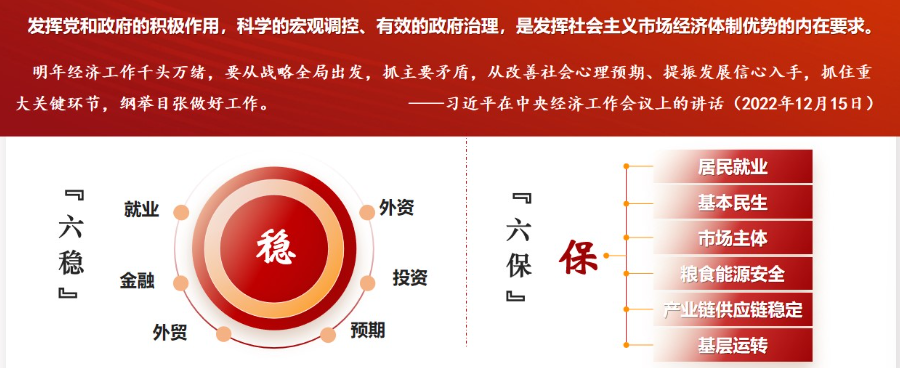 发挥党和政府的积极作用，科学的宏观调控、有效的政府治理，是发挥社会主义市场经济体制优势的内在要求。
明年经济工作千头万绪，要从战略全局出发，抓主要矛盾，从改善社会心理预期、提振发展信心入手，抓住重
大关键环节，纲举目张做好工作。 ——习近平在中央经济工作会议上的讲话（2022年12月15日）
『六稳』
就业
金融
外贸
稳
外资
投资
预期
『六保』
保
居民就业
基本民生
市场主体
粮食能源安全
产业链供应链稳定
基层运转